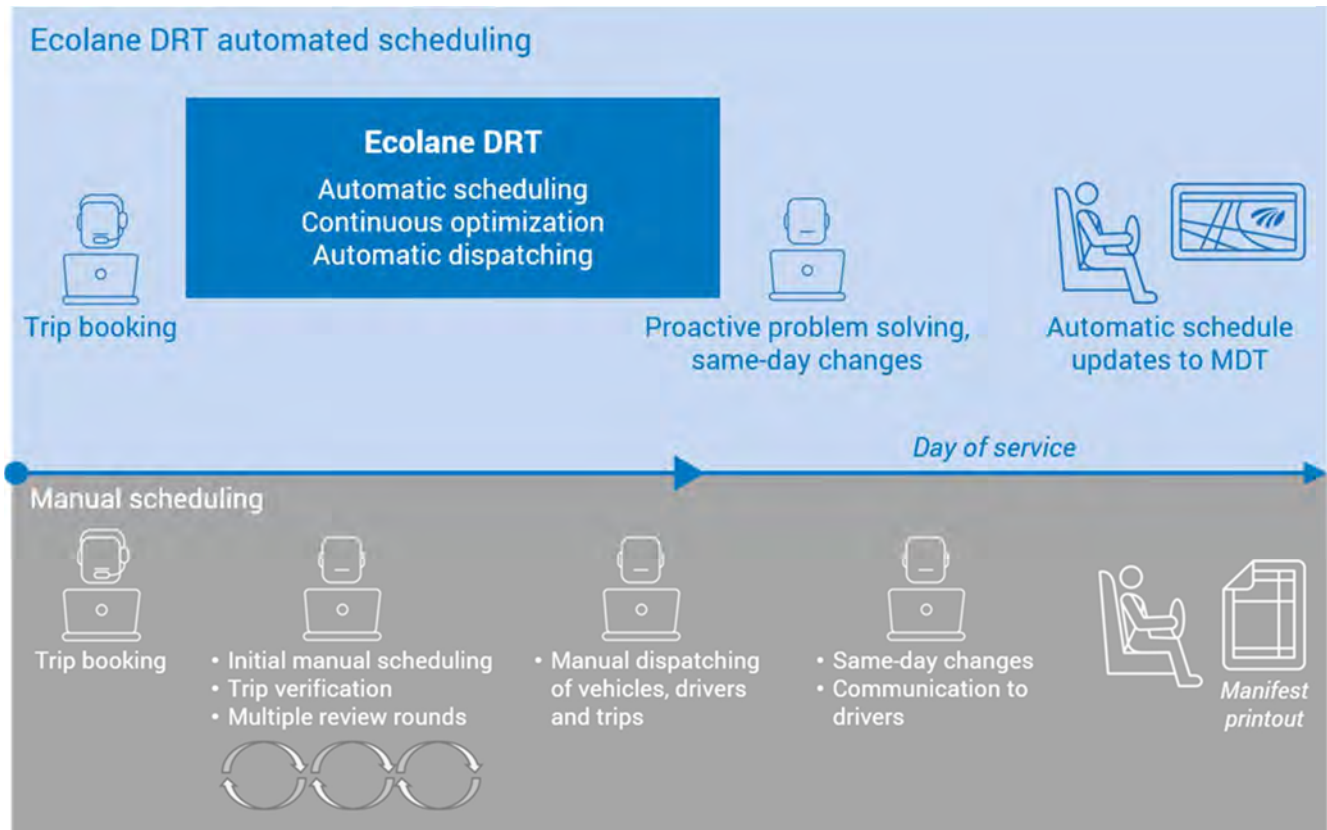 Ecolane DRT automated scheduling
Ecolane DRT
Automatic scheduling
Continuous optimization
Automatic dispatching
Trip booking
Proactive problem solving,
same-day changes
Automatic schedule
updates to MDT
Day of service
Manual scheduling
Trip booking
• Initial manual scheduling
• Trip verification
• Multiple review rounds
• Manual dispatching
of vehicles, drivers
and trips
• Same-day changes
• Communication to
drivers
Manifest
printout